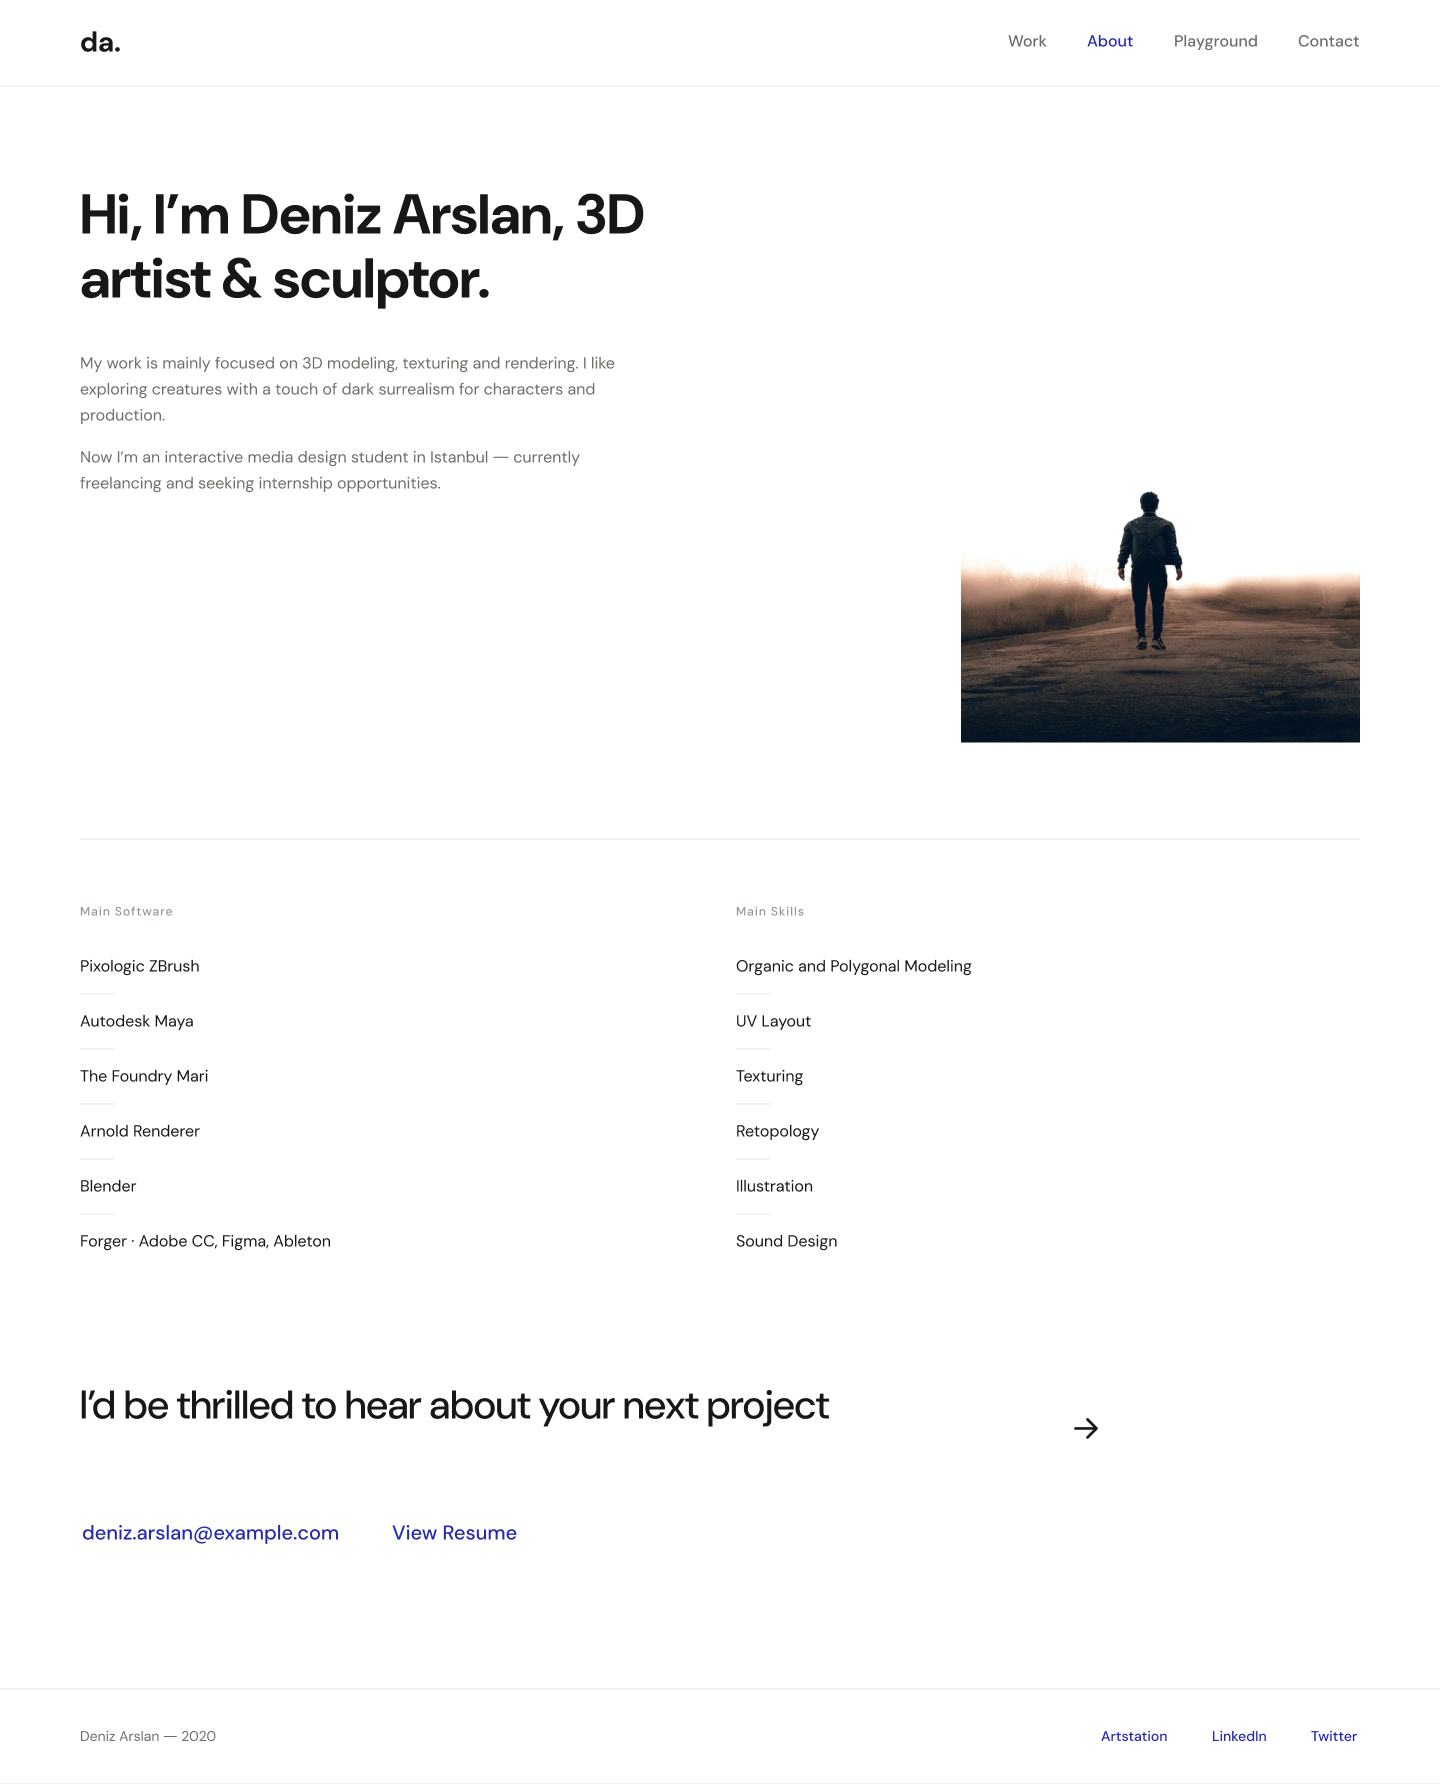 da.
Work
About
Playground
Contact
Hi, I’m Deniz Arslan, 3D
artist & sculptor.
My work is mainly focused on 3D modeling, texturing and rendering. I like
exploring creatures with a touch of dark surrealism for characters and
production.
Now I’m an interactive media design student in Istanbul — currently
freelancing and seeking internship opportunities.
Main Software
Pixologic ZBrush
Autodesk Maya
The Foundry Mari
Arnold Renderer
Blender
Forger · Adobe CC, Figma, Ableton
Main Skills
Organic and Polygonal Modeling
UV Layout
Texturing
Retopology
Illustration
Sound Design
I’d be thrilled to hear about your next project
deniz.arslan@example.com
View Resume
Deniz Arslan — 2020
Artstation
LinkedIn
Twitter